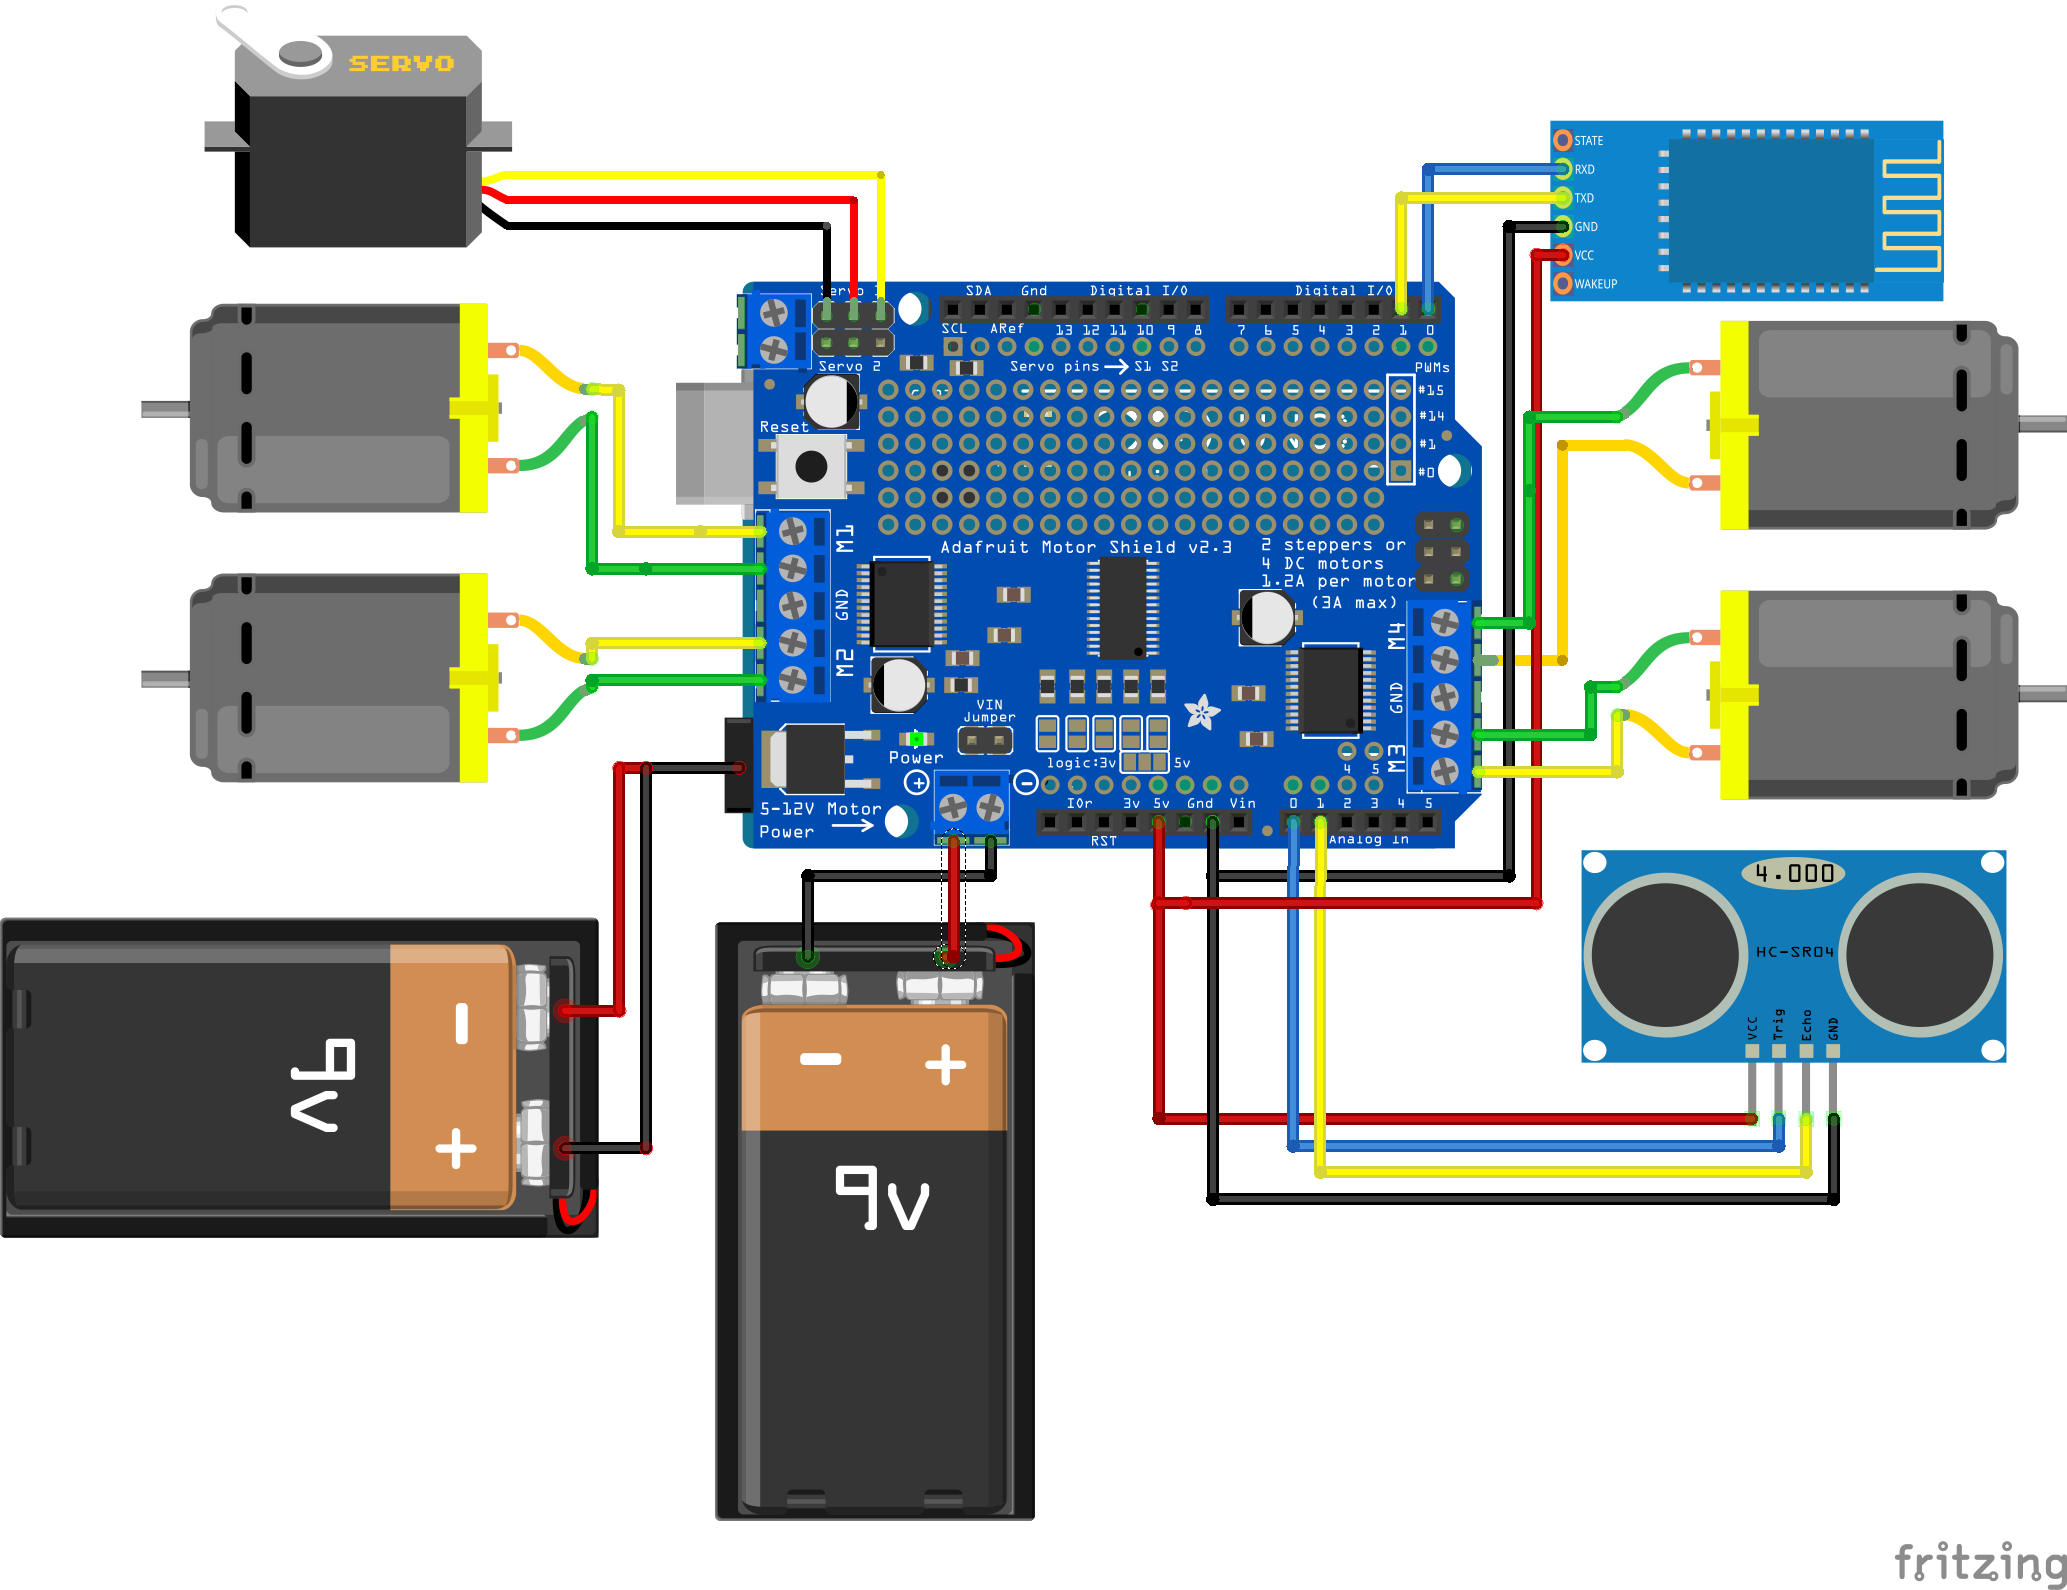 SERVO
STATE
RXD
TXD
GND
VCC
WAKEUP
Servo 1
SDA Gnd Digital I/O Digital I/O
SCL ARef 13 12 11 10 9 8 7 6 5 4 3 2 1 0
Servo 2 Servo pins S1 S2 PWMs
#15
#14
#1
#0
Reset
M1
GND
M2
Adafruit Motor Shield v2.3
2 steppers or
4 DC motors
1.2A per motor
(3A max)
M4
GND
M3
VIN
Jumper
Power
+ −
logic:3v 5v
4 5
5-12V Motor
Power
IOr 3v 5v Gnd Vin 0 1 2 3 4 5
RST Analog In
4.000
HC-SR04
VCC
Trig
Echo
GND
−
+
9v
− +
9v
fritzing